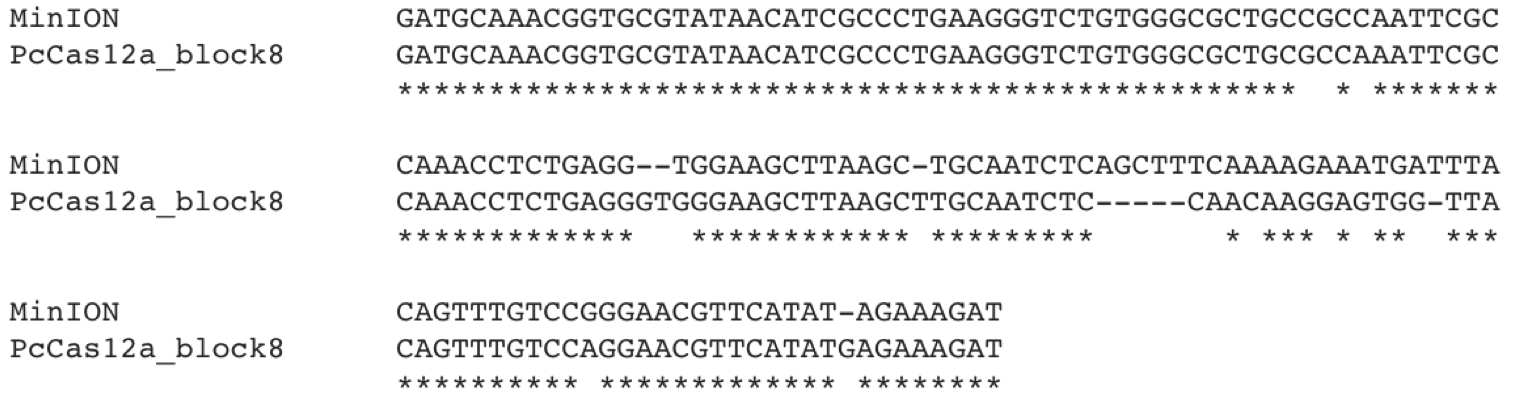 MinION GATGCAAACGGTGCGTATAACATCGCCCTGAAGGGTCTGTGGGCGCTGCCGCCAATTCGC
PcCas12a_block8 GATGCAAACGGTGCGTATAACATCGCCCTGAAGGGTCTGTGGGCGCTGCGCCAAATTCGC
************************************************* * *******
MinION CAAACCTCTGAGG--TGGAAGCTTAAGC-TGCAATCTCAGCTTTCAAAAGAAATGATTTA
PcCas12a_block8 CAAACCTCTGAGGGTGGGAAGCTTAAGCTTGCAATCTC-----CAACAAGGAGTGG-TTA
************* ************ ********* * *** * ** ***
MinION CAGTTTGTCCGGGAACGTTCATAT-AGAAAGAT
PcCas12a_block8 CAGTTTGTCCAGGAACGTTCATATGAGAAAGAT
********** ************* ********